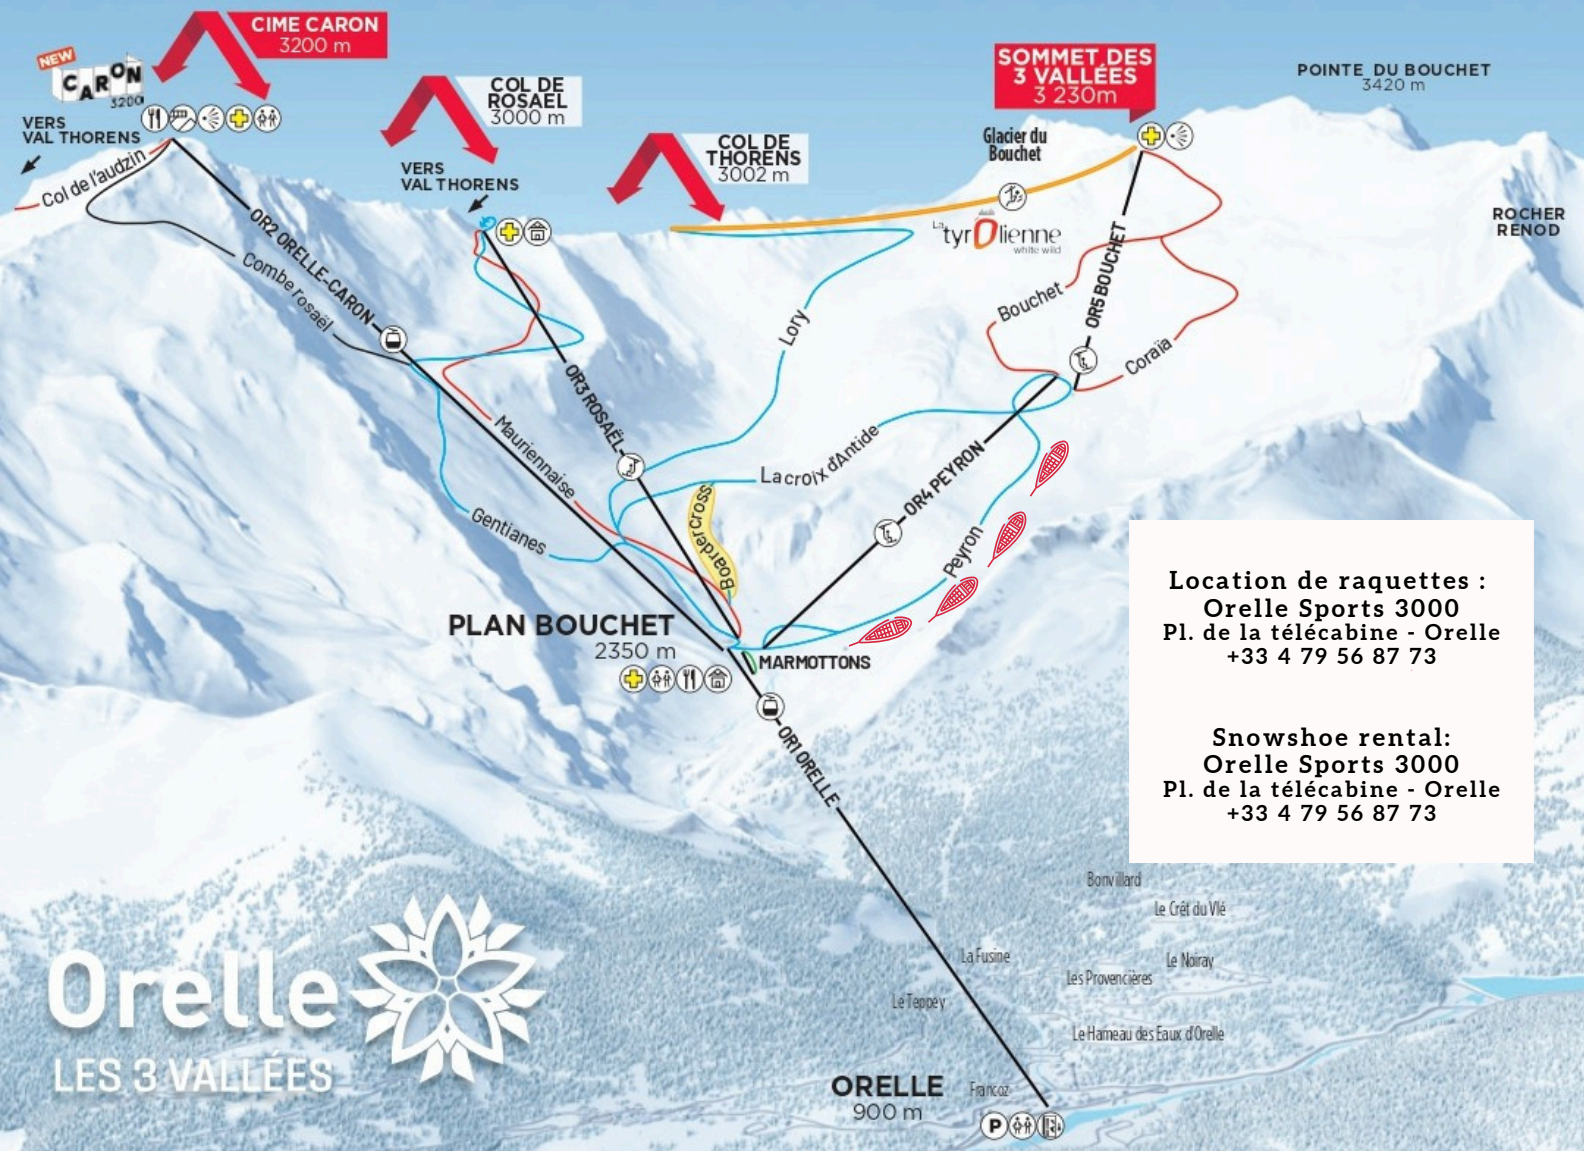 CIME CARON
3200 m
NEW
CARON
3200
VERS
VAL THORENS
Col de l'audzin
COL DE
ROSAEL
3000 m
VERS
VAL THORENS
COL DE
THORENS
3002 m
SOMMET DES
3 VALLÉES
3 230m
Glacier du
Bouchet
POINTE DU BOUCHET
3420 m
ROCHER
RENOD
La
tyrOlienne
white wild
OR2 ORELLE-CARON
Combe rosaël
OR3 ROSAËL
Mauriennaise
Gentianes
Lory
La croix d'Antide
Boardercross
OR4 PEYRON
Peyron
Bouchet
OR5 BOUCHET
Coraïa
PLAN BOUCHET
2350 m
MARMOTTONS
OR1 ORELLE
Location de raquettes :
Orelle Sports 3000
Pl. de la télécabine - Orelle
+33 4 79 56 87 73
Snowshoe rental:
Orelle Sports 3000
Pl. de la télécabine - Orelle
+33 4 79 56 87 73
Bonvillard
Le Crêt du Vlé
La Fusine
Le Noiray
Les Provencières
Le Teppey
Le Hameau des Eaux d'Orelle
Francoz
Orelle
LES 3 VALLÉES
ORELLE
900 m
P